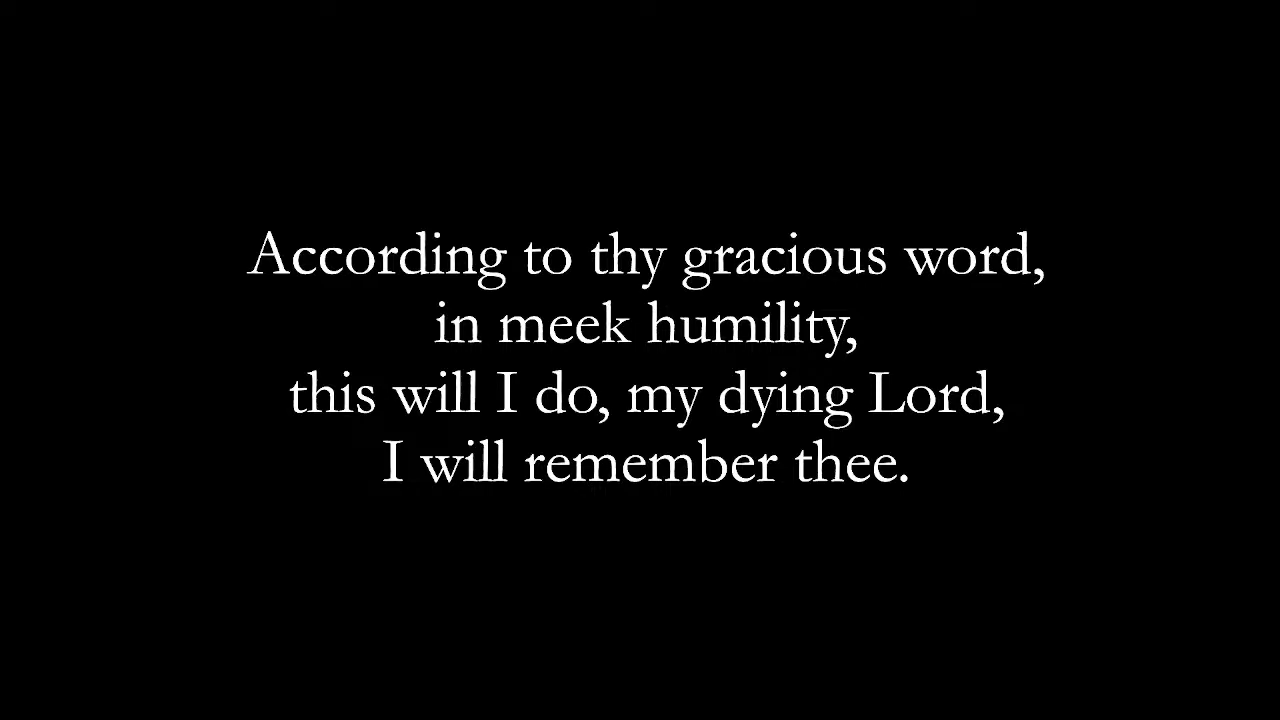 According to thy gracious word,
in meek humility,
this will I do, my dying Lord,
I will remember thee.